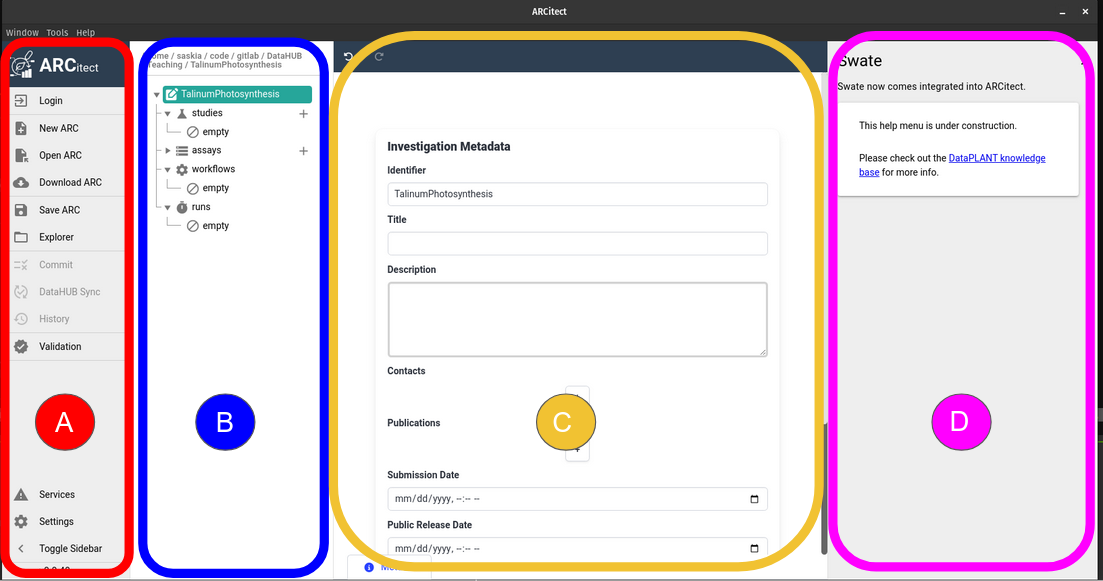 ARCitect
Window Tools Help
ARCitect
Login
New ARC
Open ARC
Download ARC
Save ARC
Explorer
Commit
DataHUB Sync
History
Validation
A
Services
Settings
Toggle Sidebar
/ saskia / code / gitlab / DataHUB
/ TalinumPhotosynthesis
TalinumPhotosynthesis
studies
empty
assays
workflows
empty
runs
empty
B
Investigation Metadata
Identifier
TalinumPhotosynthesis
Title
Description
Contacts
Publications
C
Submission Date
mm/dd/yyyy, --:-- --
Public Release Date
mm/dd/yyyy, --:-- --
Swate
Swate now comes integrated into ARCitect.
This help menu is under construction.
Please check out the DataPLANT knowledge
base for more info.
D